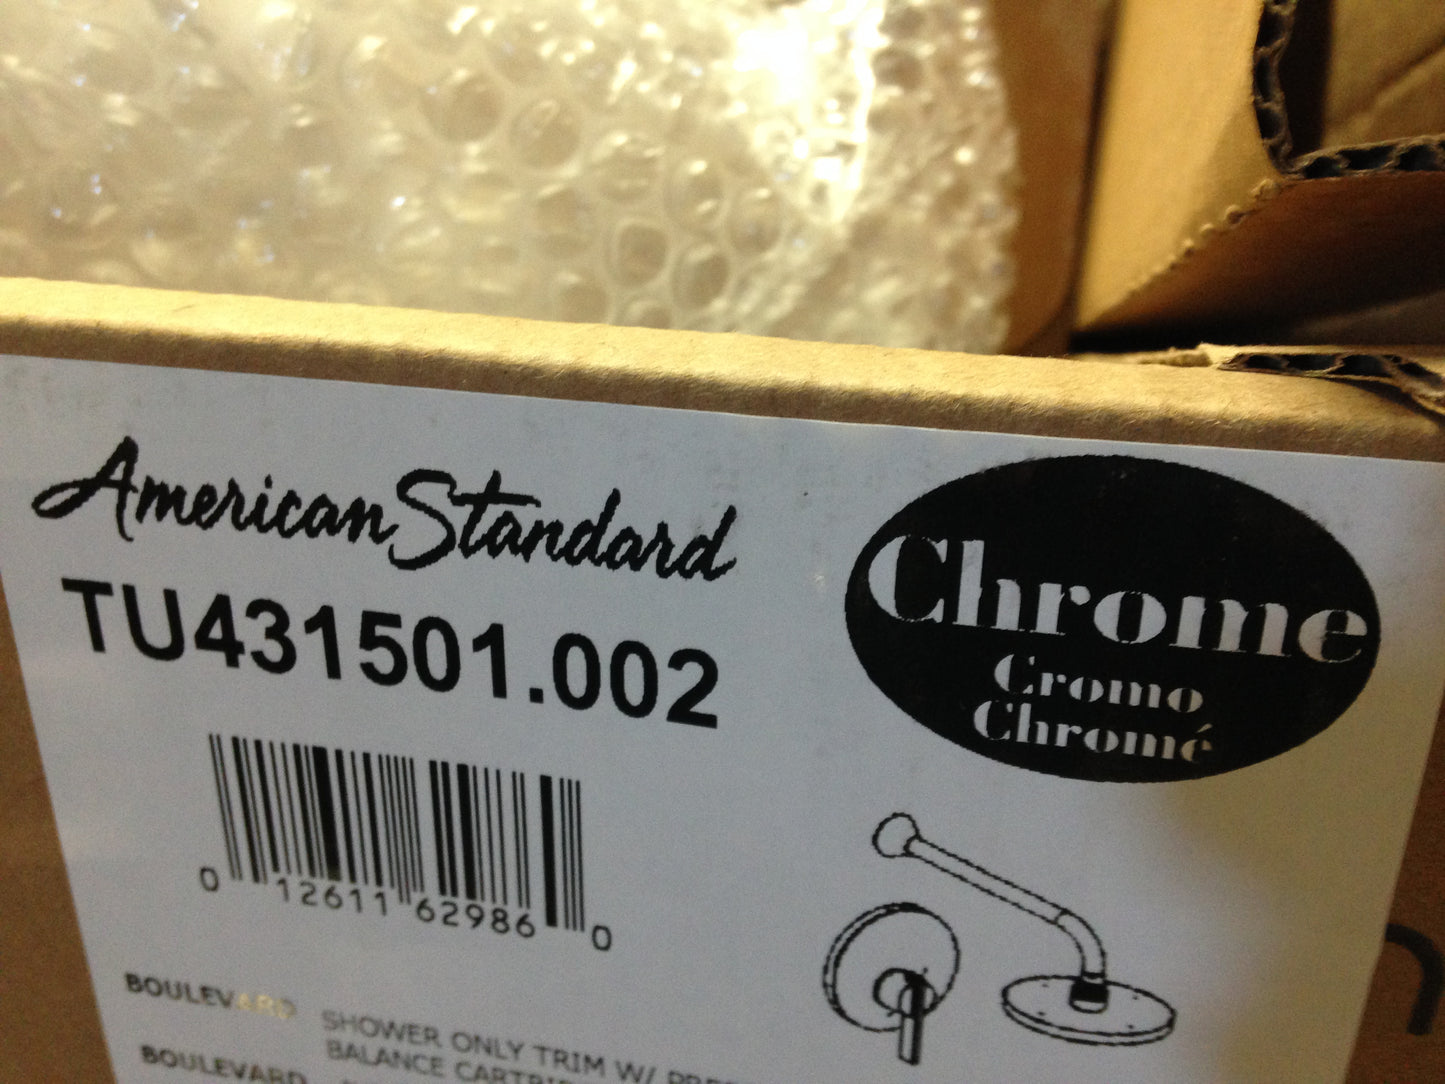 American Standard
TU431501.002
Chrome
Cromo
Chromé
0 12611 62986 0
BOULEVARD
SHOWER ONLY TRIM W/
BALANCE
BOULEVARD